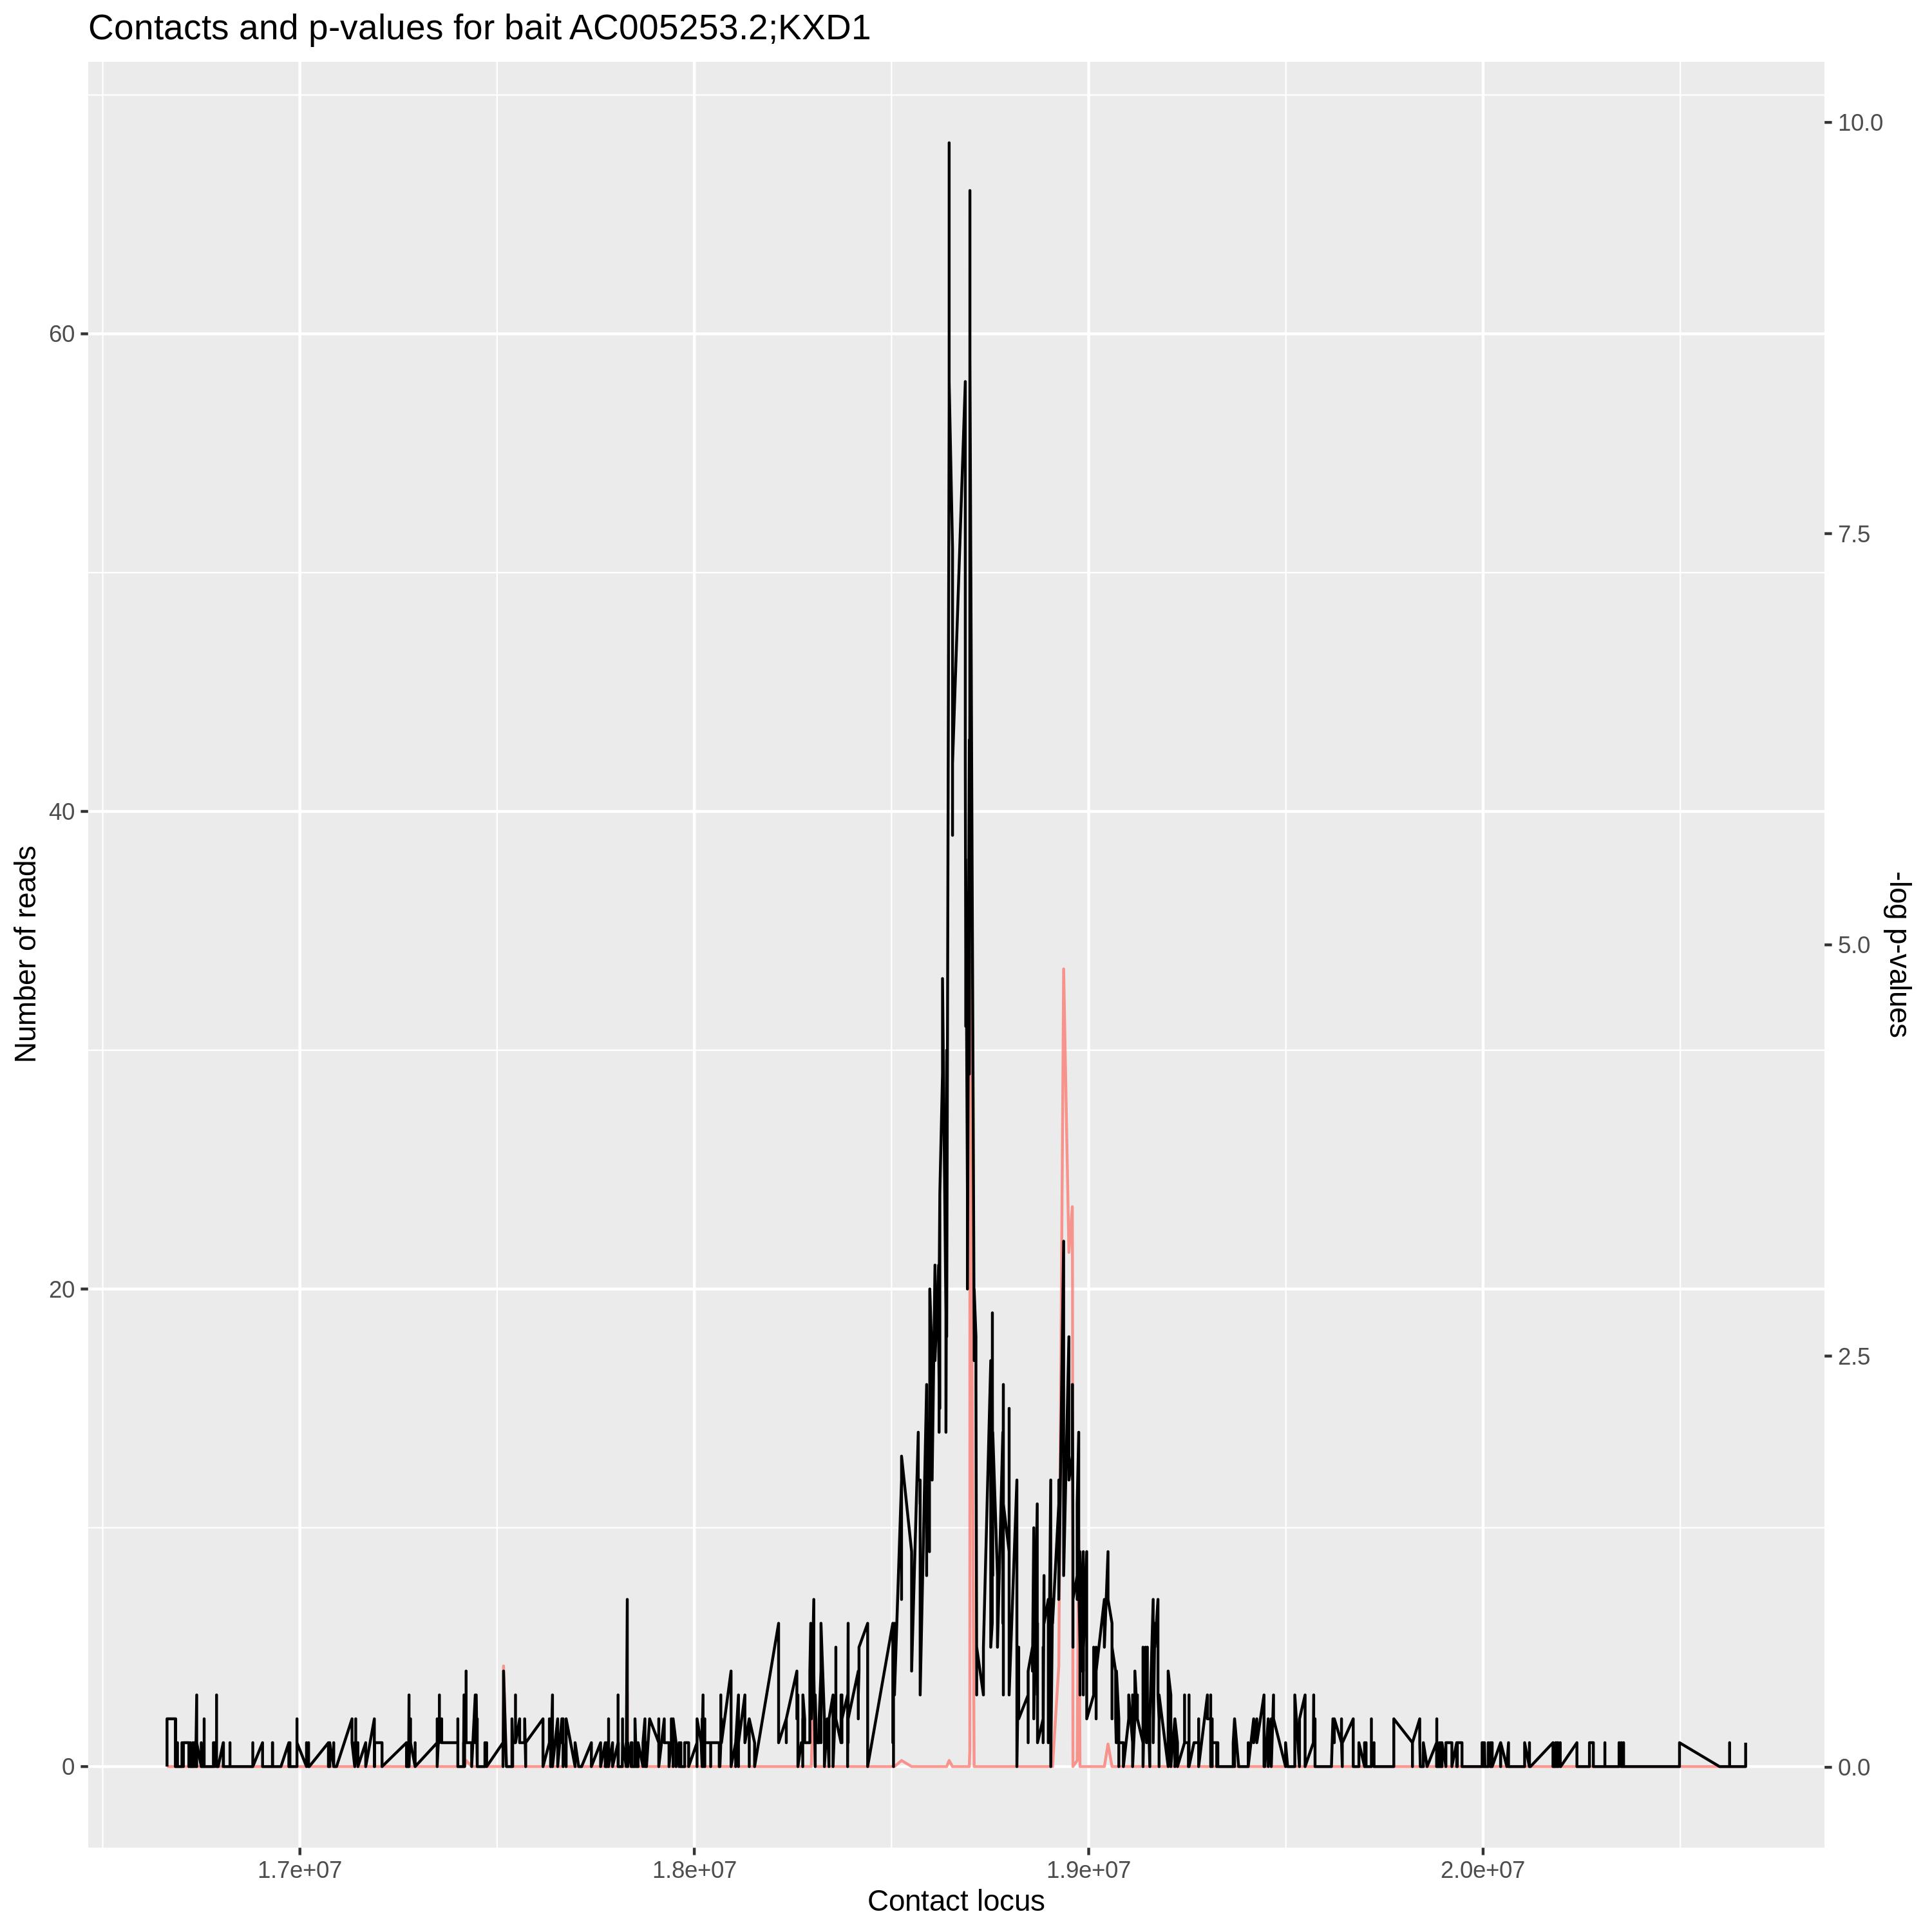 Contacts and p-values for bait AC005253.2;KXD1
60
40
20
0
Number of reads
10.0
7.5
5.0
2.5
0.0
-log p-values
1.7e+07
1.8e+07
1.9e+07
2.0e+07
Contact locus